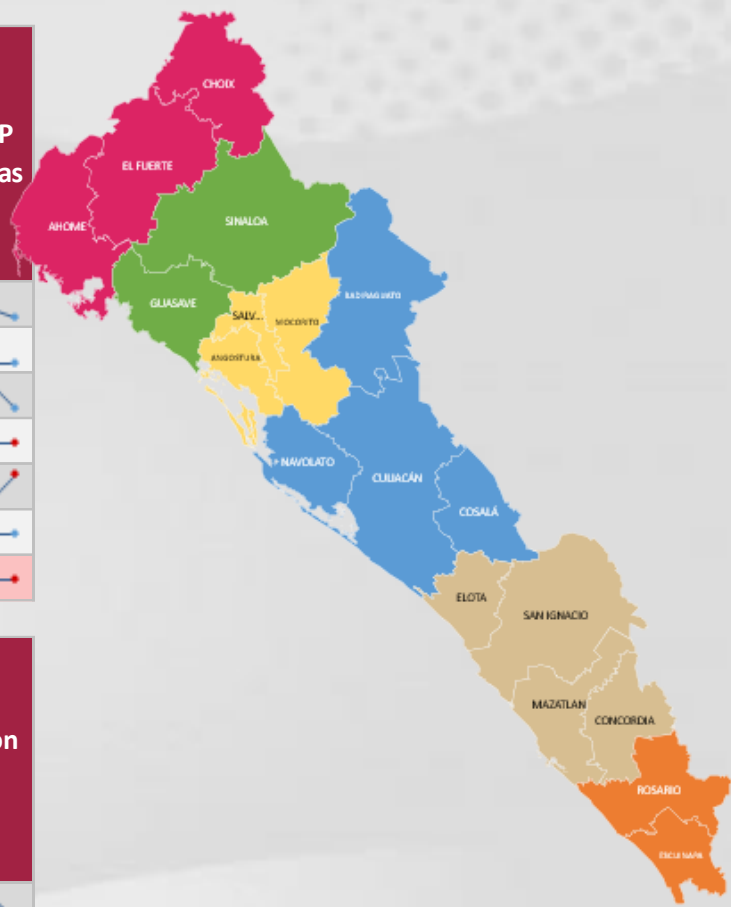 P
as
CHOIX
EL FUERTE
AHOME
SINALOA
GUASAVE
BADIRAGUATO
SALV...
MOCORITO
ANGOSTURA
NAVOLATO
CULIACÁN
COSALÁ
ELOTA
SAN IGNACIO
MAZATLAN
CONCORDIA
on
ROSARIO
ESCUINAPA